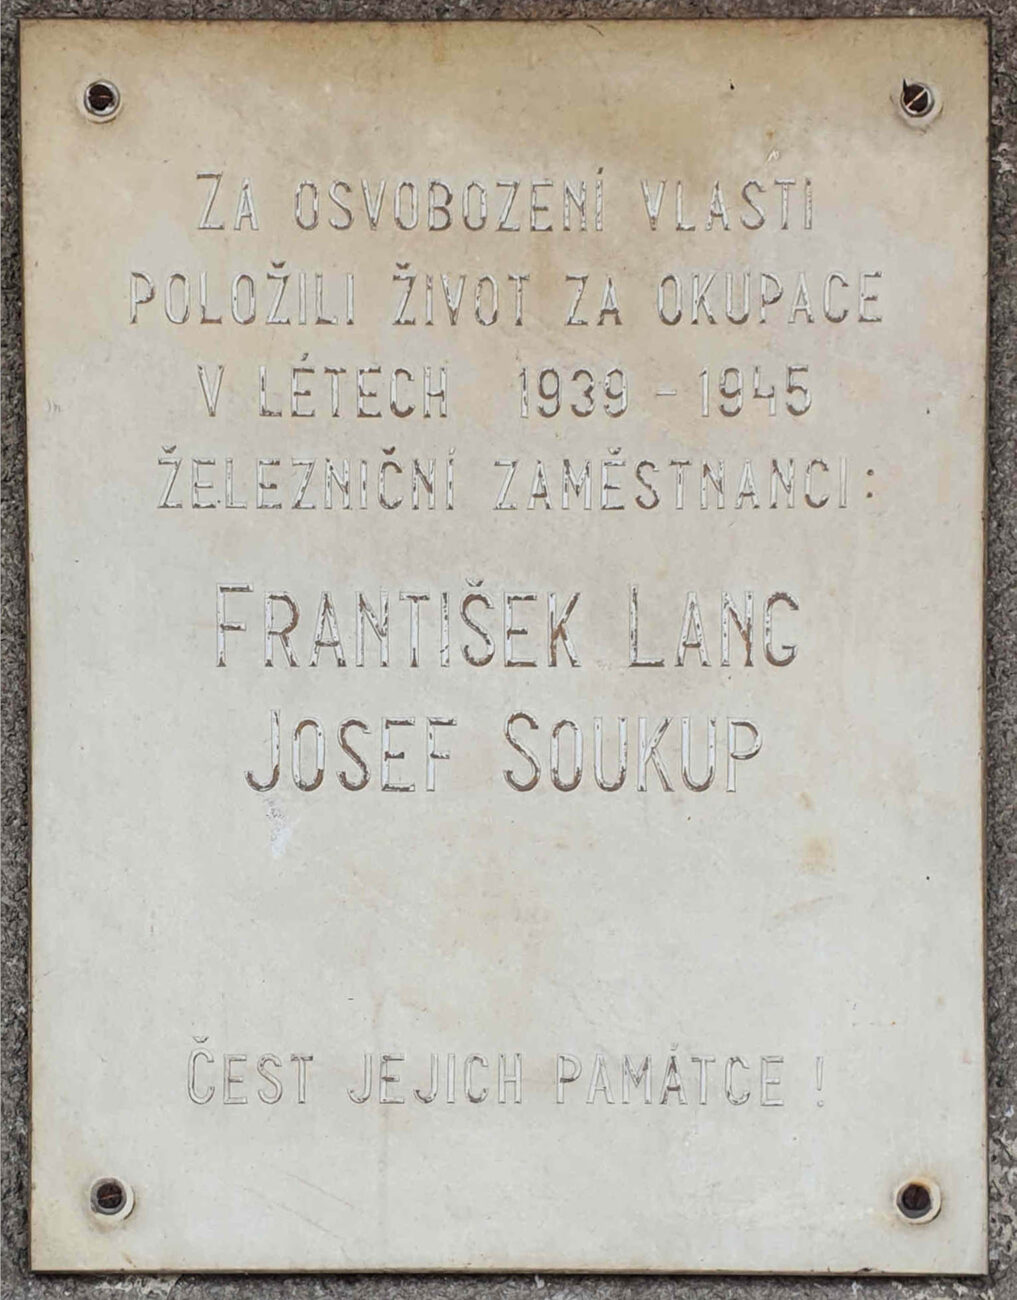 ZA OSVOBOZENÍ VLASTI
POLOŽILI ŽIVOT ZA OKUPACE
V LÉTECH 1939 - 1945
ŽELEZNIČNÍ ZAMĚSTNANCI:
FRANTIŠEK LANG
JOSEF SOUKUP
ČEST JEJICH PAMÁTCE!